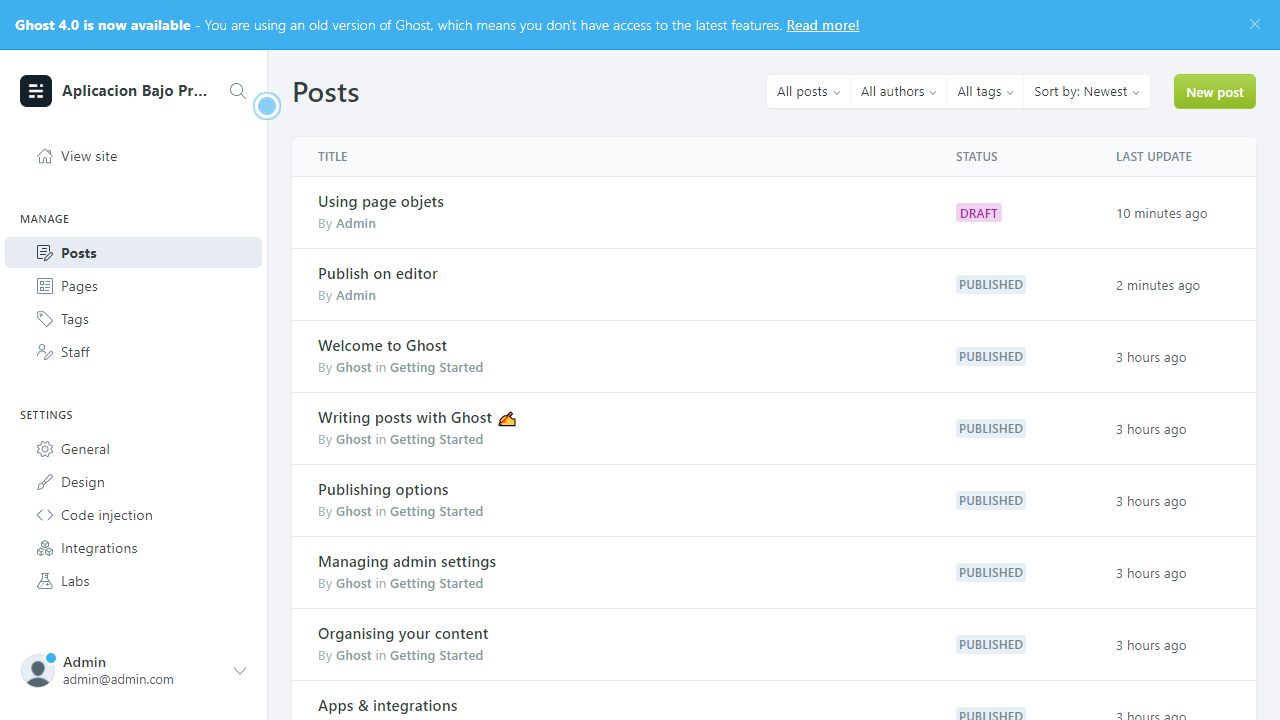 Ghost 4.0 is now available - You are using an old version of Ghost, which means you don't have access to the latest features. Read more!
Aplicacion Bajo Pr...
View site
MANAGE
Posts
Pages
Tags
Staff
SETTINGS
General
Design
Code injection
Integrations
Labs
Admin
admin@admin.com
Posts
All posts
All authors
All tags
Sort by: Newest
New post
TITLE STATUS LAST UPDATE
Using page objets
By Admin
DRAFT
10 minutes ago
Publish on editor
By Admin
PUBLISHED
2 minutes ago
Welcome to Ghost
By Ghost in Getting Started
PUBLISHED
3 hours ago
Writing posts with Ghost ✍
By Ghost in Getting Started
PUBLISHED
3 hours ago
Publishing options
By Ghost in Getting Started
PUBLISHED
3 hours ago
Managing admin settings
By Ghost in Getting Started
PUBLISHED
3 hours ago
Organising your content
By Ghost in Getting Started
PUBLISHED
3 hours ago
Apps & integrations
PUBLISHED
3 hours ago